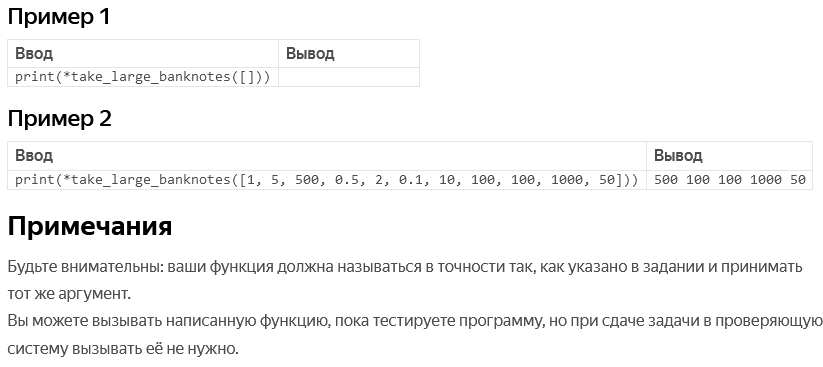 Пример 1
Ввод Вывод
print(*take_large_banknotes([]))
Пример 2
Ввод Вывод
print(*take_large_banknotes([1, 5, 500, 0.5, 2, 0.1, 10, 100, 100, 1000, 50])) 500 100 100 1000 50
Примечания
Будьте внимательны: ваши функция должна называться в точности так, как указано в задании и принимать
тот же аргумент.
Вы можете вызывать написанную функцию, пока тестируете программу, но при сдаче задачи в проверяющую
систему вызывать её не нужно.